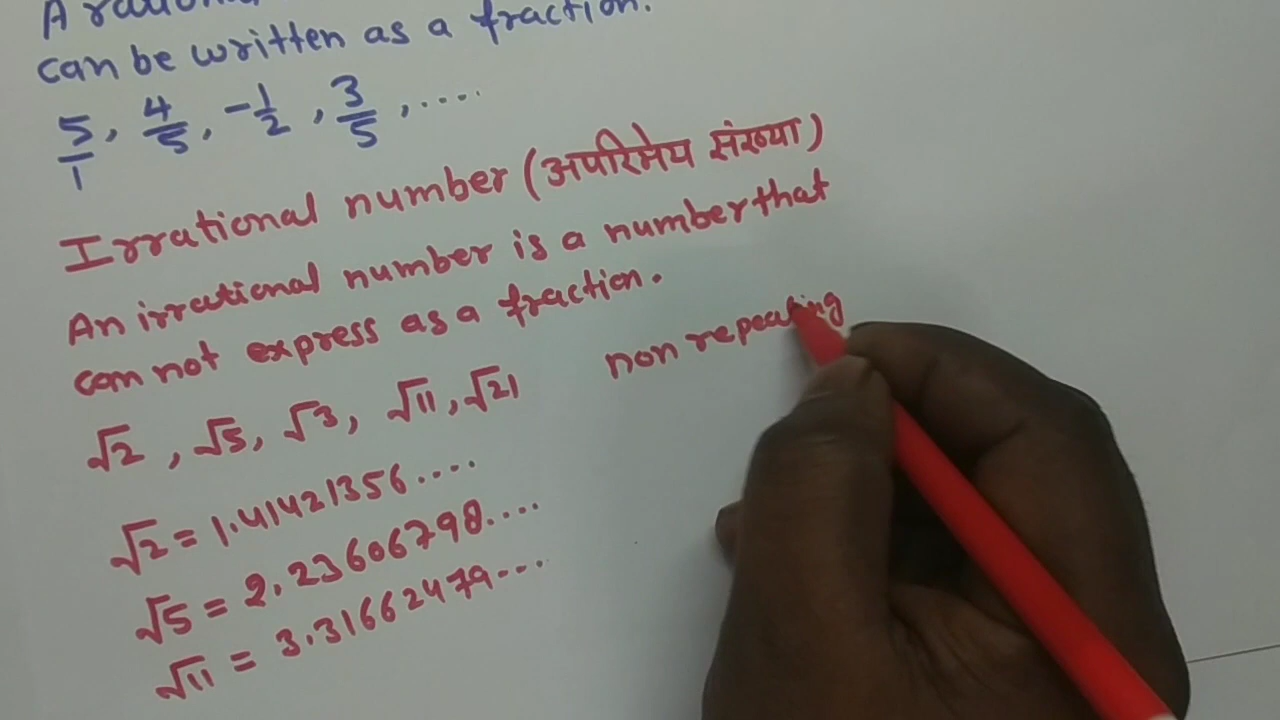 A rational
can be written as a fraction.
5/1, 4/5, -1/2, 3/5, ....
Irrational number (अपरिमेय संख्या)
An irrational number is a number that
can not express as a fraction.
√2, √5, √3, √11, √21
non repeating
√2 = 1.41421356....
√5 = 2.23606798....
√11 = 3.31662479...